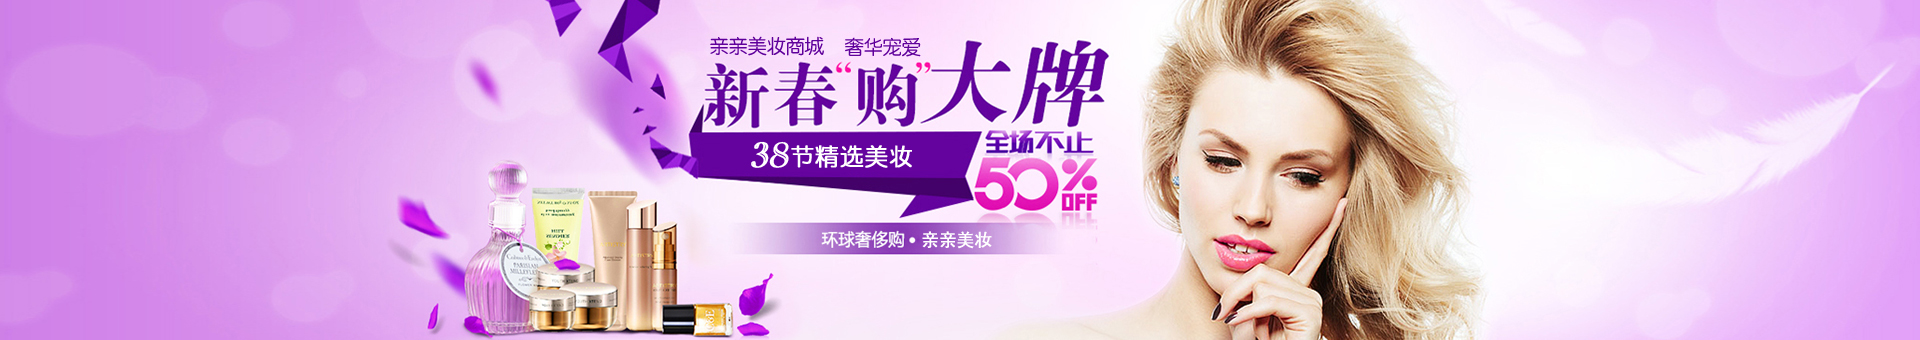 亲亲美妆商城 奢华宠爱
新春“购”大牌
38节精选美妆
全场不止
50%
OFF
环球奢侈购•亲亲美妆
PARISIAN